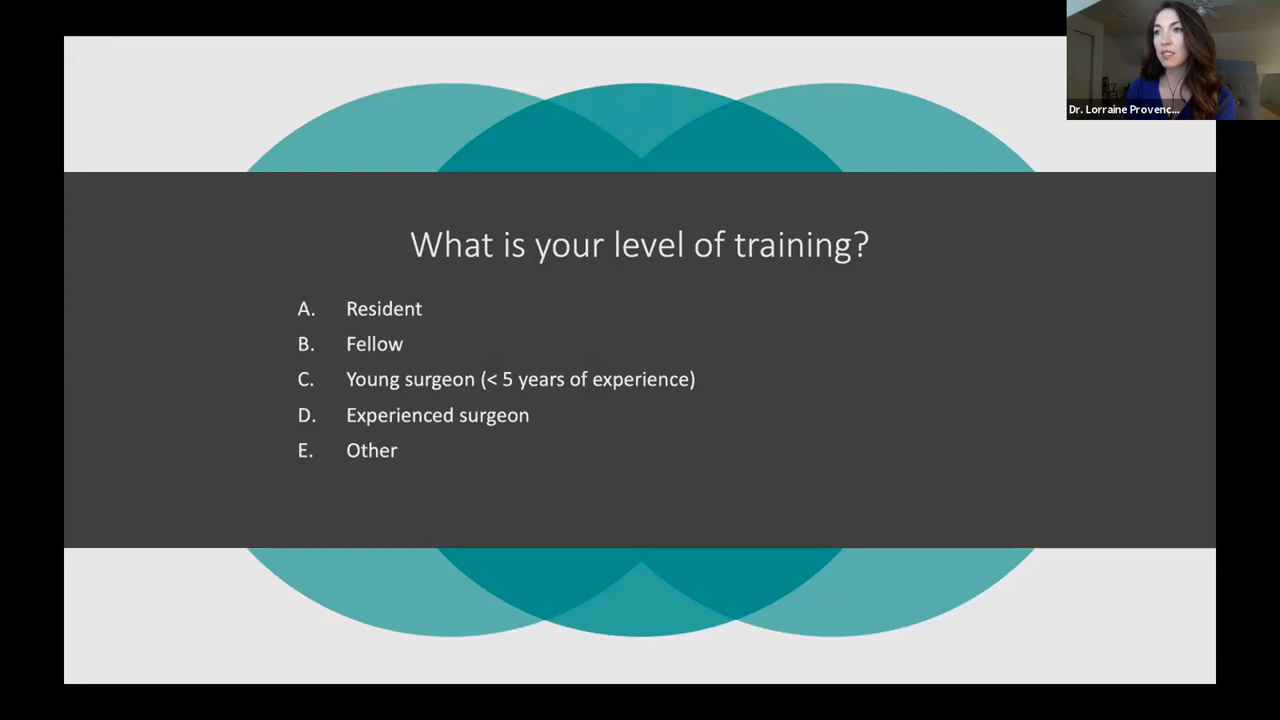 Dr. Lorraine Provenc...
What is your level of training?
A. Resident
B. Fellow
C. Young surgeon (< 5 years of experience)
D. Experienced surgeon
E. Other